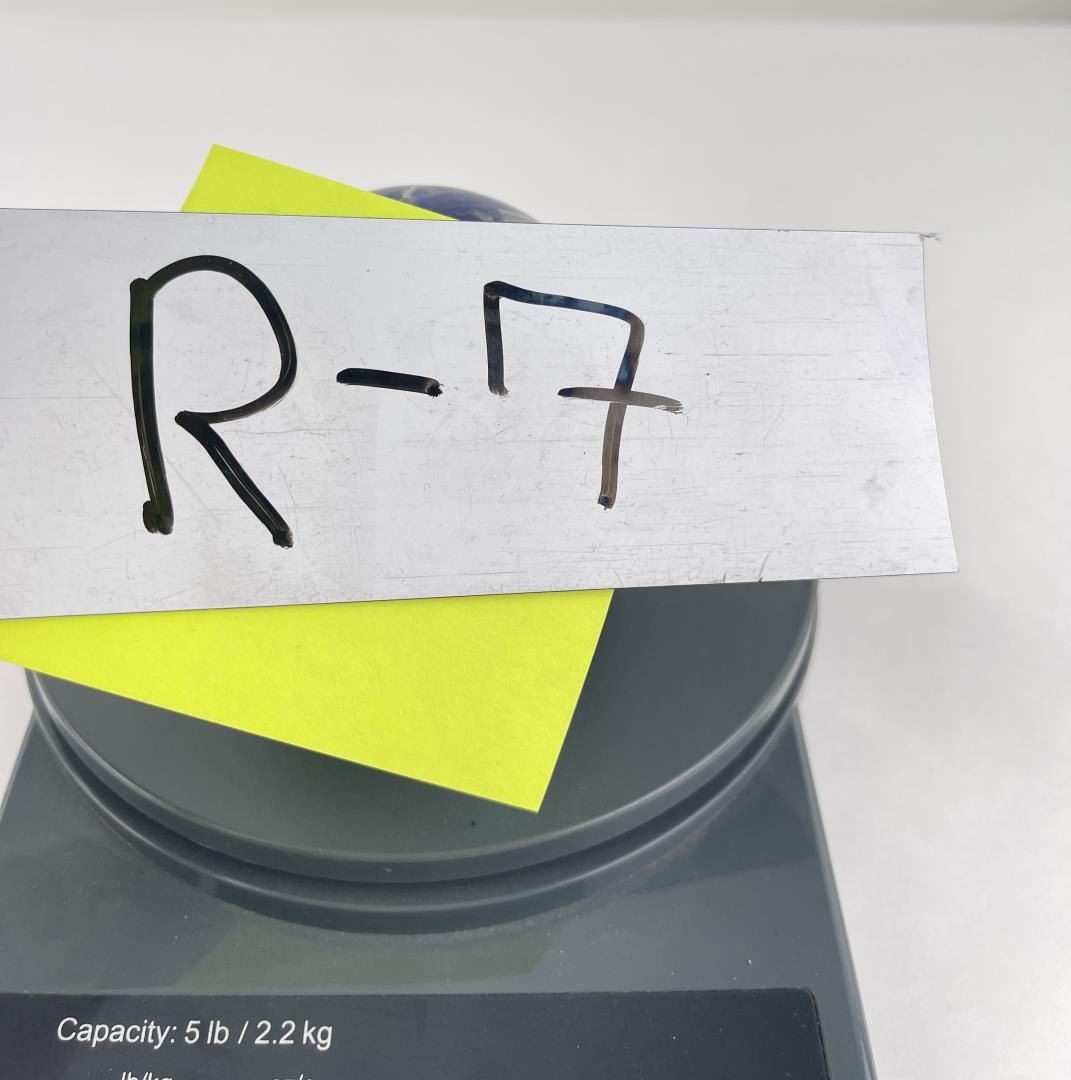 R-7
Capacity: 5 lb / 2.2 kg